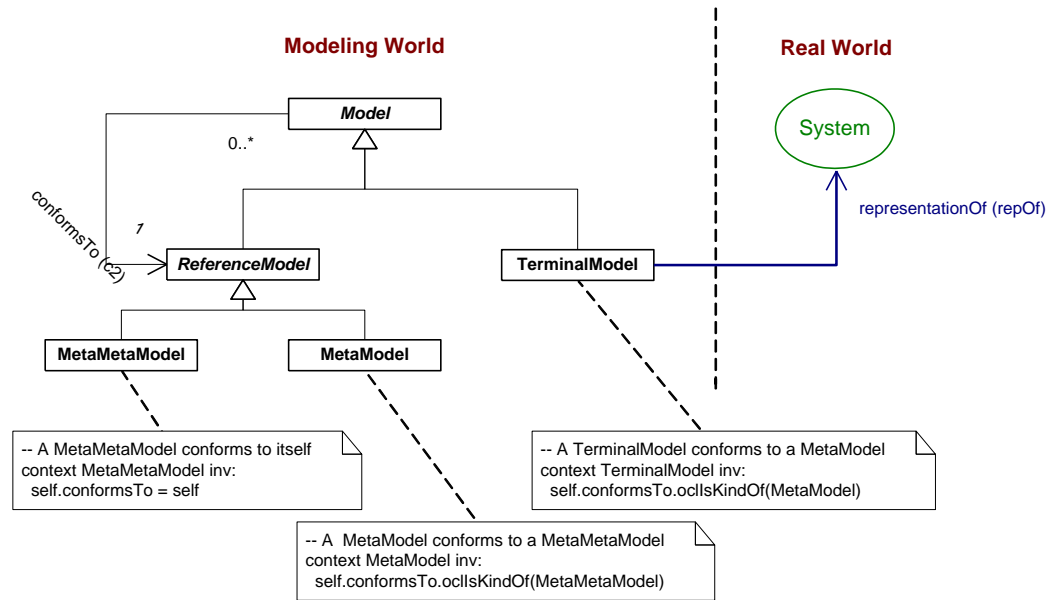 Modeling World
Real World
Model
0..*
System
conformsTo (c2)
1
representationOf (repOf)
ReferenceModel
TerminalModel
MetaMetaModel
MetaModel
-- A MetaMetaModel conforms to itself
context MetaMetaModel inv:
self.conformsTo = self
-- A TerminalModel conforms to a MetaModel
context TerminalModel inv:
self.conformsTo.oclIsKindOf(MetaModel)
-- A  MetaModel conforms to a MetaMetaModel
context MetaModel inv:
self.conformsTo.oclIsKindOf(MetaMetaModel)